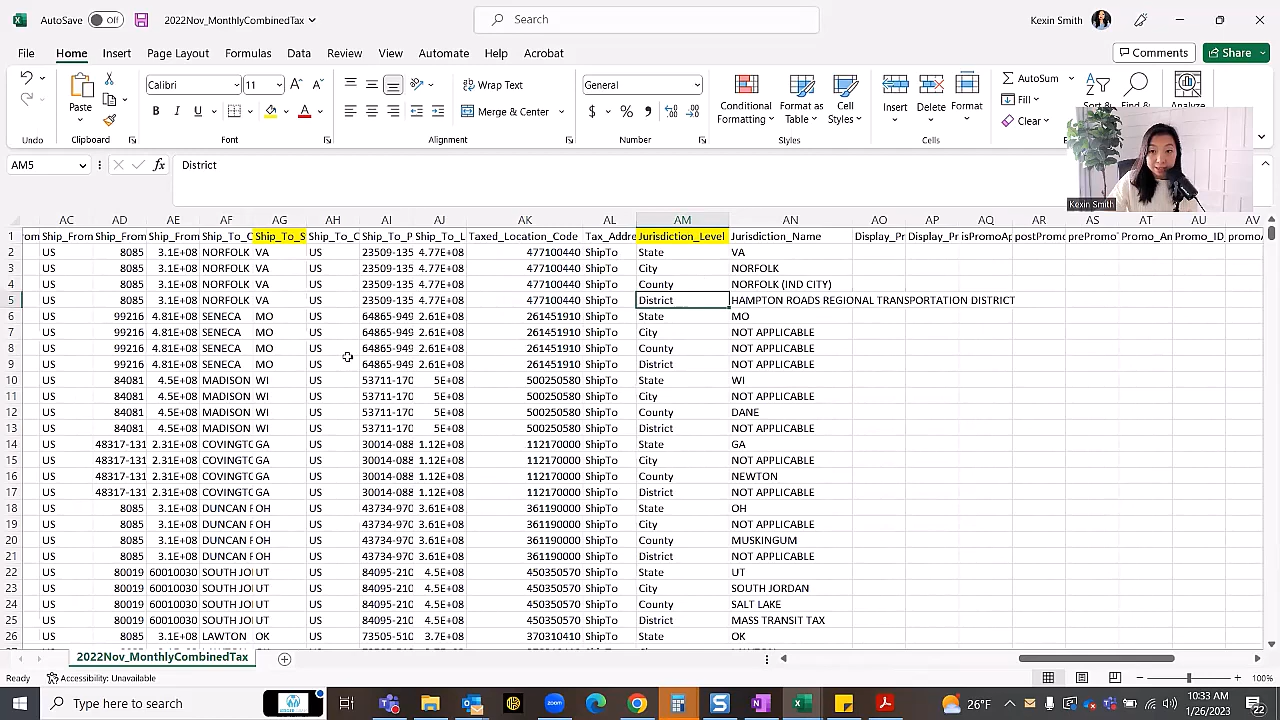 AutoSave Off 2022Nov_MonthlyCombinedTax Search Kexin Smith
File Home Insert Page Layout Formulas Data Review View Automate Help Acrobat Comments Share
Paste Calibri 11 Wrap Text General Conditional Format as Cell Insert Delete Format AutoSum
Merge & Center Formatting Table Styles Fill Analyze
Clear
Undo Clipboard Font Alignment Number Styles Cells
AM5 District
Kexin Smith
AC AD AE AF AG AH AI AJ AK AL AM AN AO AP AQ AR AS AT AU AV
1 Ship_From Ship_From Ship_From Ship_To_C Ship_To_S Ship_To_C Ship_To_P Ship_To_L Taxed_Location_Code Tax_Addre Jurisdiction_Level Jurisdiction_Name Display_Pr Display_Pr isPromoAp postPromo prePromo Promo_An Promo_ID_ promoA
2 US 8085 3.1E+08 NORFOLK VA US 23509-135 4.77E+08 477100440 ShipTo State VA
3 US 8085 3.1E+08 NORFOLK VA US 23509-135 4.77E+08 477100440 ShipTo City NORFOLK
4 US 8085 3.1E+08 NORFOLK VA US 23509-135 4.77E+08 477100440 ShipTo County NORFOLK (IND CITY)
5 US 8085 3.1E+08 NORFOLK VA US 23509-135 4.77E+08 477100440 ShipTo District HAMPTON ROADS REGIONAL TRANSPORTATION DISTRICT
6 US 99216 4.81E+08 SENECA MO US 64865-949 2.61E+08 261451910 ShipTo State MO
7 US 99216 4.81E+08 SENECA MO US 64865-949 2.61E+08 261451910 ShipTo City NOT APPLICABLE
8 US 99216 4.81E+08 SENECA MO US 64865-949 2.61E+08 261451910 ShipTo County NOT APPLICABLE
9 US 99216 4.81E+08 SENECA MO US 64865-949 2.61E+08 261451910 ShipTo District NOT APPLICABLE
10 US 84081 4.5E+08 MADISON WI US 53711-170 5E+08 500250580 ShipTo State WI
11 US 84081 4.5E+08 MADISON WI US 53711-170 5E+08 500250580 ShipTo City NOT APPLICABLE
12 US 84081 4.5E+08 MADISON WI US 53711-170 5E+08 500250580 ShipTo County DANE
13 US 84081 4.5E+08 MADISON WI US 53711-170 5E+08 500250580 ShipTo District NOT APPLICABLE
14 US 48317-131 2.31E+08 COVINGTO GA US 30014-088 1.12E+08 112170000 ShipTo State GA
15 US 48317-131 2.31E+08 COVINGTO GA US 30014-088 1.12E+08 112170000 ShipTo City NOT APPLICABLE
16 US 48317-131 2.31E+08 COVINGTO GA US 30014-088 1.12E+08 112170000 ShipTo County NEWTON
17 US 48317-131 2.31E+08 COVINGTO GA US 30014-088 1.12E+08 112170000 ShipTo District NOT APPLICABLE
18 US 8085 3.1E+08 DUNCAN F OH US 43734-970 3.61E+08 361190000 ShipTo State OH
19 US 8085 3.1E+08 DUNCAN F OH US 43734-970 3.61E+08 361190000 ShipTo City NOT APPLICABLE
20 US 8085 3.1E+08 DUNCAN F OH US 43734-970 3.61E+08 361190000 ShipTo County MUSKINGUM
21 US 8085 3.1E+08 DUNCAN F OH US 43734-970 3.61E+08 361190000 ShipTo District NOT APPLICABLE
22 US 80019 60010030 SOUTH JO UT US 84095-210 4.5E+08 450350570 ShipTo State UT
23 US 80019 60010030 SOUTH JO UT US 84095-210 4.5E+08 450350570 ShipTo City SOUTH JORDAN
24 US 80019 60010030 SOUTH JO UT US 84095-210 4.5E+08 450350570 ShipTo County SALT LAKE
25 US 80019 60010030 SOUTH JO UT US 84095-210 4.5E+08 450350570 ShipTo District MASS TRANSIT TAX
26 US 8085 3.1E+08 LAWTON OK US 73505-510 3.7E+08 370310410 ShipTo State OK
2022Nov_MonthlyCombinedTax
Ready Accessibility: Unavailable 100%
Type here to search zoom 26°F 10:33 AM
1/26/2023 22